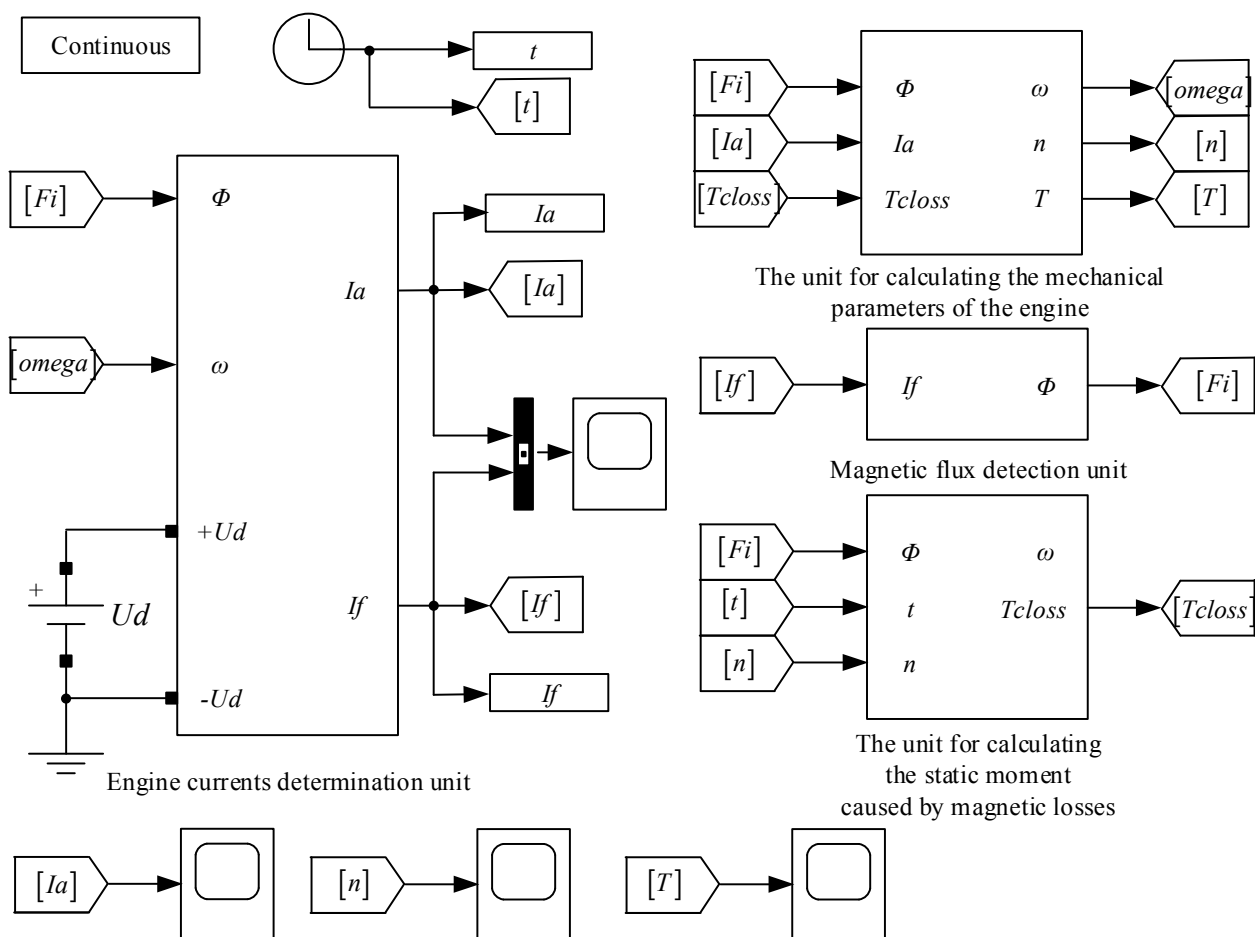 Continuous
t
[t]
[Fi]
Φ
[omega]
ω
Ia
Ia
[Ia]
+
Ud
+Ud
-Ud
If
[If]
If
Engine currents determination unit
[Fi]
Φ
ω
[omega]
[Ia]
Ia
n
[n]
[Tcloss]
Tcloss
T
[T]
The unit for calculating the mechanical
parameters of the engine
[If]
If
Φ
[Fi]
Magnetic flux detection unit
[Fi]
Φ
ω
[t]
t
Tcloss
[Tcloss]
[n]
n
The unit for calculating
the static moment
caused by magnetic losses
[Ia]
[n]
[T]